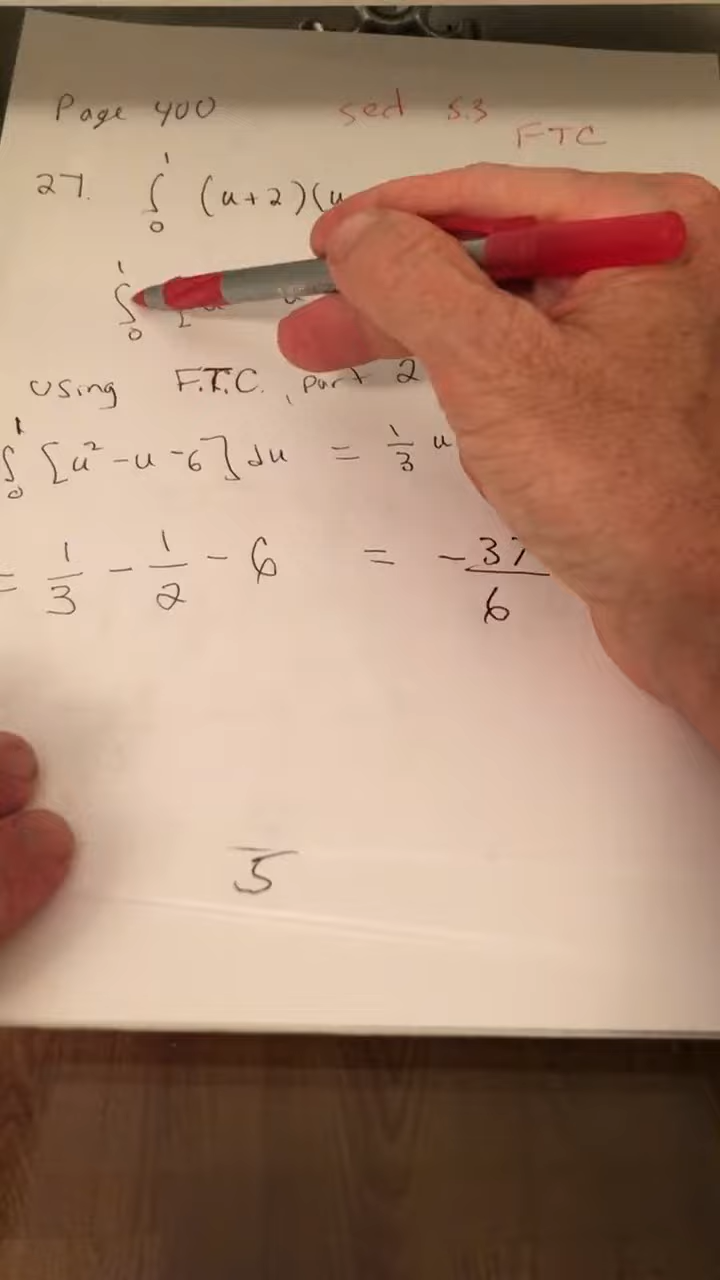 Page 400 sect 5.3
FTC
27. ∫₀¹ (u+2)(u
∫₀¹ [u
using F.T.C., part 2
∫₀¹ [u² - u - 6] du = 1/3 u
= 1/3 - 1/2 - 6 = -37/6
5